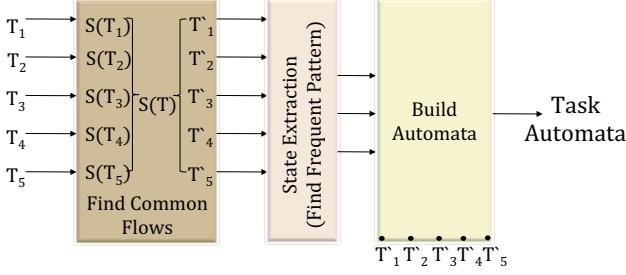 T1 S(T1) T`1
T2 S(T2) T`2
T3 S(T3) S(T) T`3
T4 S(T4) T`4
T5 S(T5) T`5
Find Common
Flows
State Extraction
(Find Frequent Pattern)
Build
Automata
T`1 T`2 T`3 T`4 T`5
Task
Automata